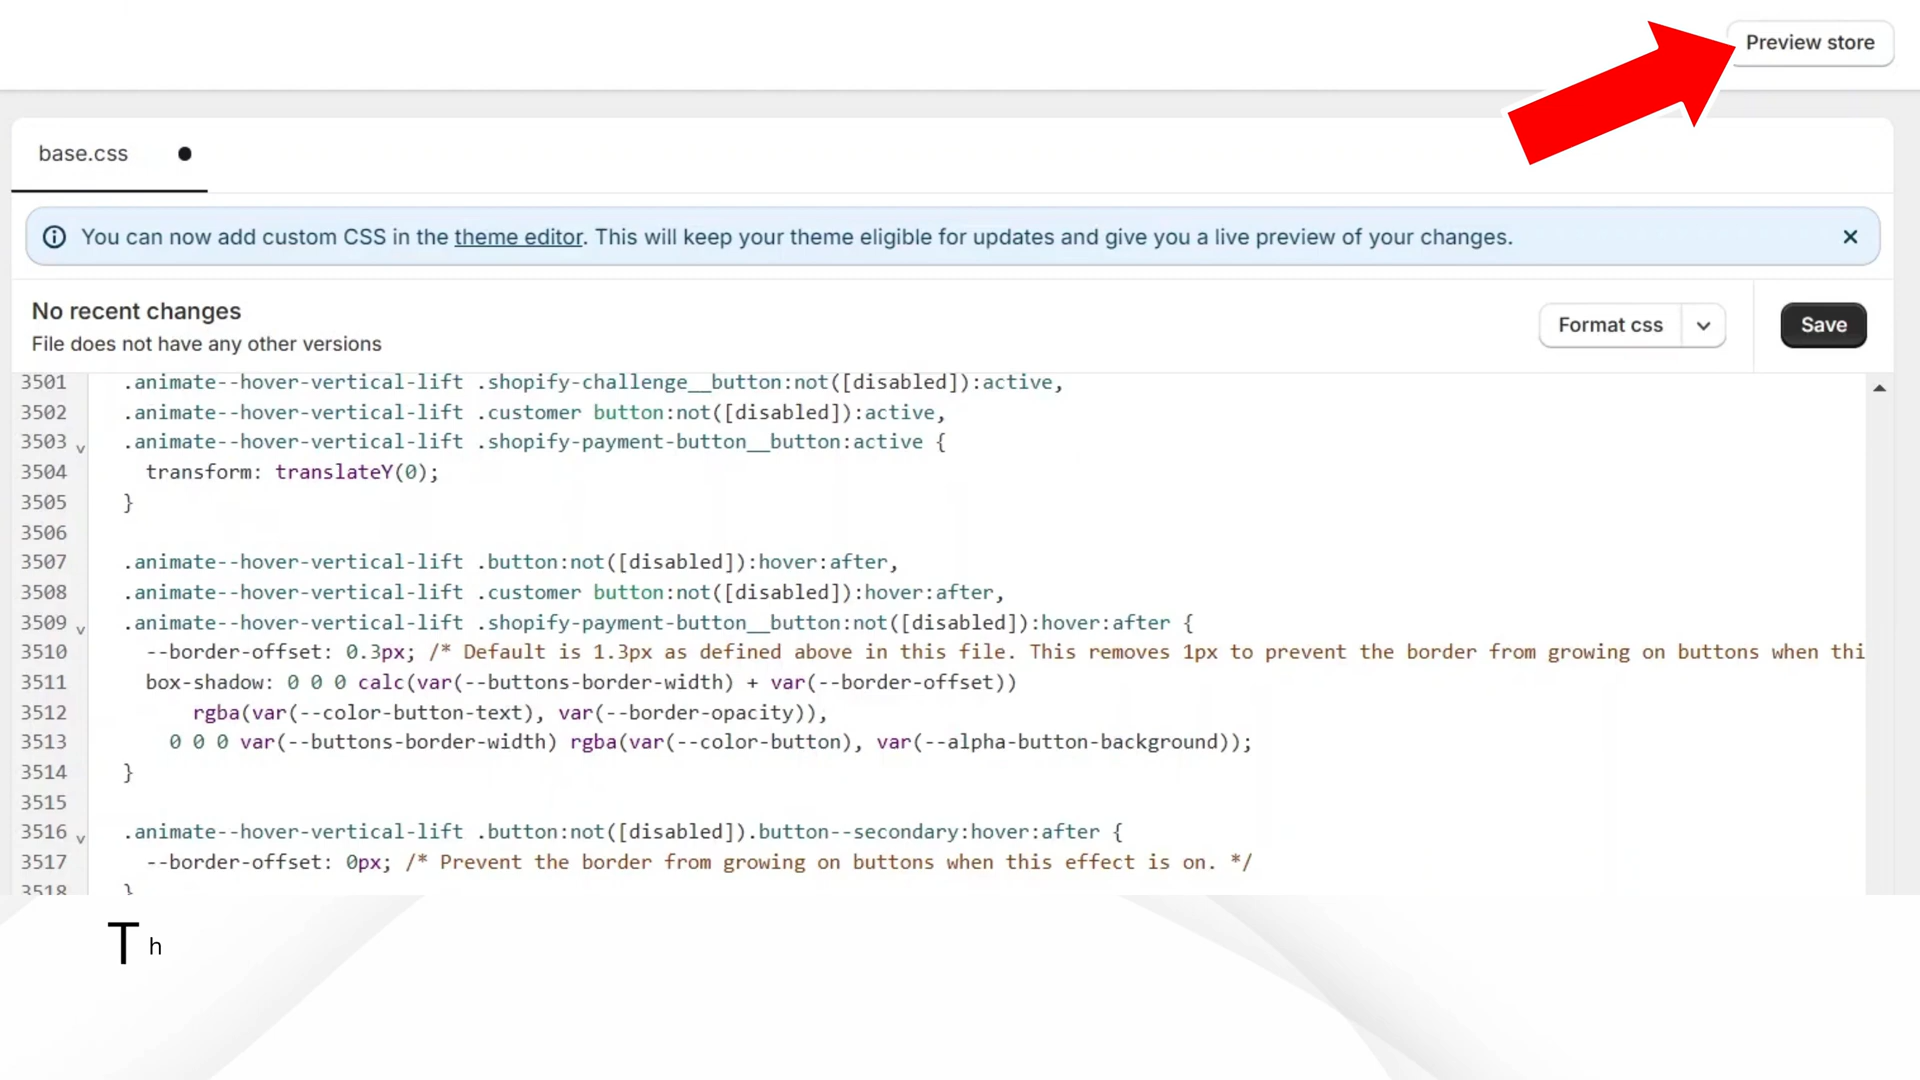 Preview store
base.css
You can now add custom CSS in the theme editor. This will keep your theme eligible for updates and give you a live preview of your changes.
No recent changes
File does not have any other versions
Format css
Save
3501 .animate--hover-vertical-lift .shopify-challenge__button:not([disabled]):active,
3502 .animate--hover-vertical-lift .customer button:not([disabled]):active,
3503 .animate--hover-vertical-lift .shopify-payment-button__button:active {
3504 transform: translateY(0);
3505 }
3506
3507 .animate--hover-vertical-lift .button:not([disabled]):hover:after,
3508 .animate--hover-vertical-lift .customer button:not([disabled]):hover:after,
3509 .animate--hover-vertical-lift .shopify-payment-button__button:not([disabled]):hover:after {
3510 --border-offset: 0.3px; /* Default is 1.3px as defined above in this file. This removes 1px to prevent the border from growing on buttons when thi
3511 box-shadow: 0 0 0 calc(var(--buttons-border-width) + var(--border-offset))
3512 rgba(var(--color-button-text), var(--border-opacity)),
3513 0 0 0 var(--buttons-border-width) rgba(var(--color-button), var(--alpha-button-background));
3514 }
3515
3516 .animate--hover-vertical-lift .button:not([disabled]).button--secondary:hover:after {
3517 --border-offset: 0px; /* Prevent the border from growing on buttons when this effect is on. */
3518 }
Th